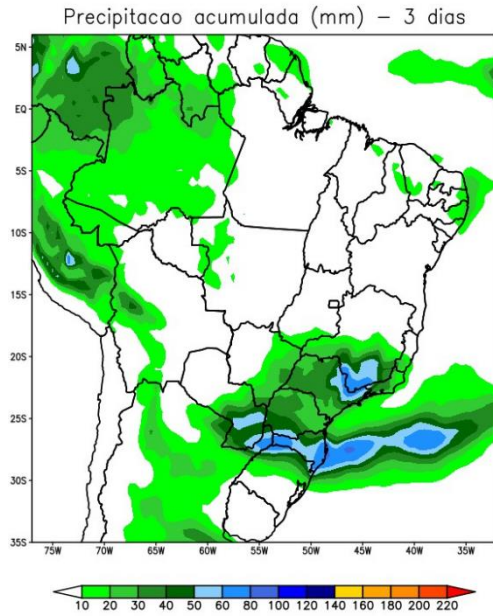 Precipitacao acumulada (mm) – 3 dias
5N
EQ
5S
10S
15S
20S
25S
30S
35S
75W 70W 65W 60W 55W 50W 45W 40W 35W
10 20 30 40 50 60 80 100 120 140 160 180 200 220